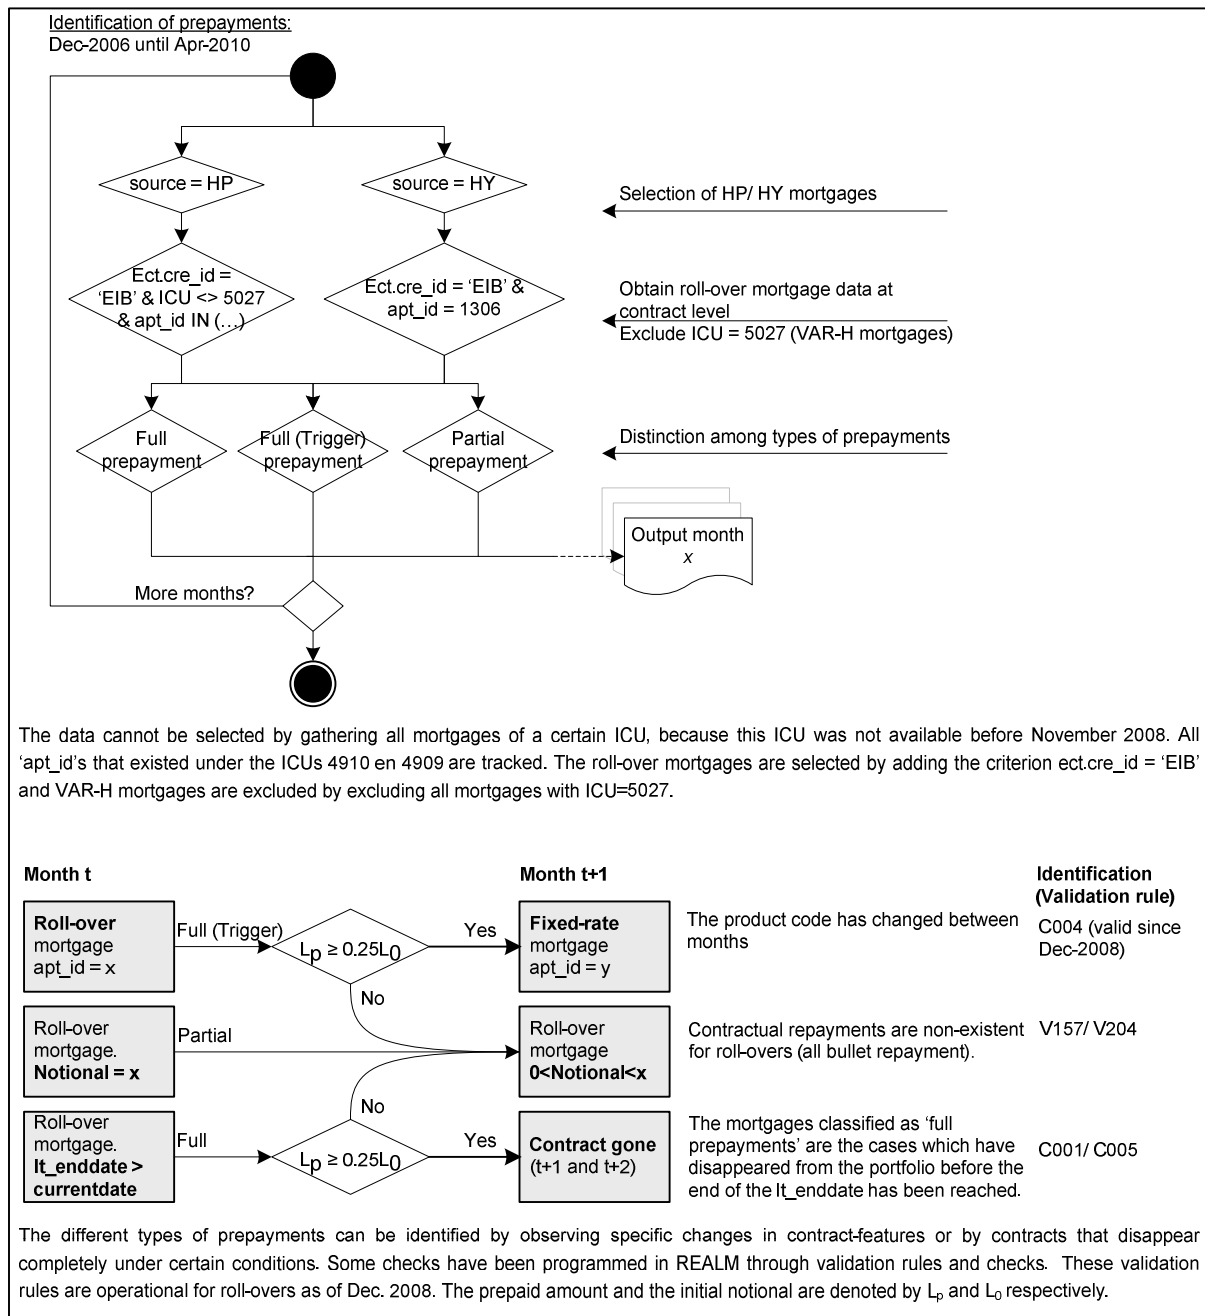 Identification of prepayments:
Dec-2006 until Apr-2010
source = HP
source = HY
Selection of HP/ HY mortgages
Ect.cre_id =
‘EIB’ & ICU <> 5027
& apt_id IN (…)
Ect.cre_id = ‘EIB’ &
apt_id = 1306
Obtain roll-over mortgage data at
contract level
Exclude ICU = 5027 (VAR-H mortgages)
Full
prepayment
Full (Trigger)
prepayment
Partial
prepayment
Distinction among types of prepayments
Output month
x
More months?
The data cannot be selected by gathering all mortgages of a certain ICU, because this ICU was not available before November 2008. All
‘apt_id’s that existed under the ICUs 4910 en 4909 are tracked. The roll-over mortgages are selected by adding the criterion ect.cre_id = ‘EIB’
and VAR-H mortgages are excluded by excluding all mortgages with ICU=5027.
Month t
Month t+1
Identification
(Validation rule)
Roll-over
mortgage
apt_id = x
Full (Trigger)
Lp ≥ 0.25L0
Yes
No
Fixed-rate
mortgage
apt_id = y
The product code has changed between
months
C004 (valid since
Dec-2008)
Roll-over
mortgage.
Notional = x
Partial
Roll-over
mortgage
0<Notional<x
Contractual repayments are non-existent
for roll-overs (all bullet repayment).
V157/ V204
Roll-over
mortgage.
lt_enddate >
currentdate
Full
No
Lp ≥ 0.25L0
Yes
Contract gone
(t+1 and t+2)
The mortgages classified as ‘full
prepayments’ are the cases which have
disappeared from the portfolio before the
end of the lt_enddate has been reached.
C001/ C005
The different types of prepayments can be identified by observing specific changes in contract-features or by contracts that disappear
completely under certain conditions. Some checks have been programmed in REALM through validation rules and checks. These validation
rules are operational for roll-overs as of Dec. 2008. The prepaid amount and the initial notional are denoted by Lp and L0 respectively.